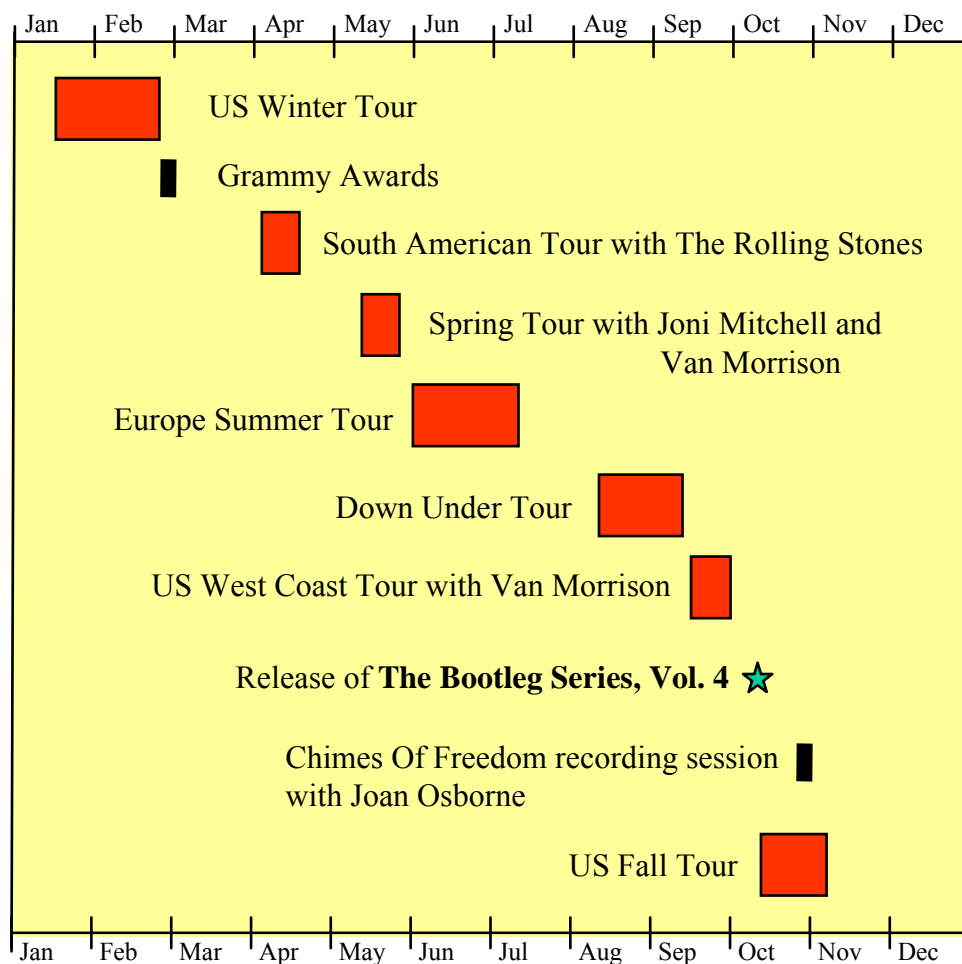 Jan Feb Mar Apr May Jun Jul Aug Sep Oct Nov Dec
US Winter Tour
Grammy Awards
South American Tour with The Rolling Stones
Spring Tour with Joni Mitchell and
Van Morrison
Europe Summer Tour
Down Under Tour
US West Coast Tour with Van Morrison
Release of The Bootleg Series, Vol. 4
Chimes Of Freedom recording session
with Joan Osborne
US Fall Tour
Jan Feb Mar Apr May Jun Jul Aug Sep Oct Nov Dec